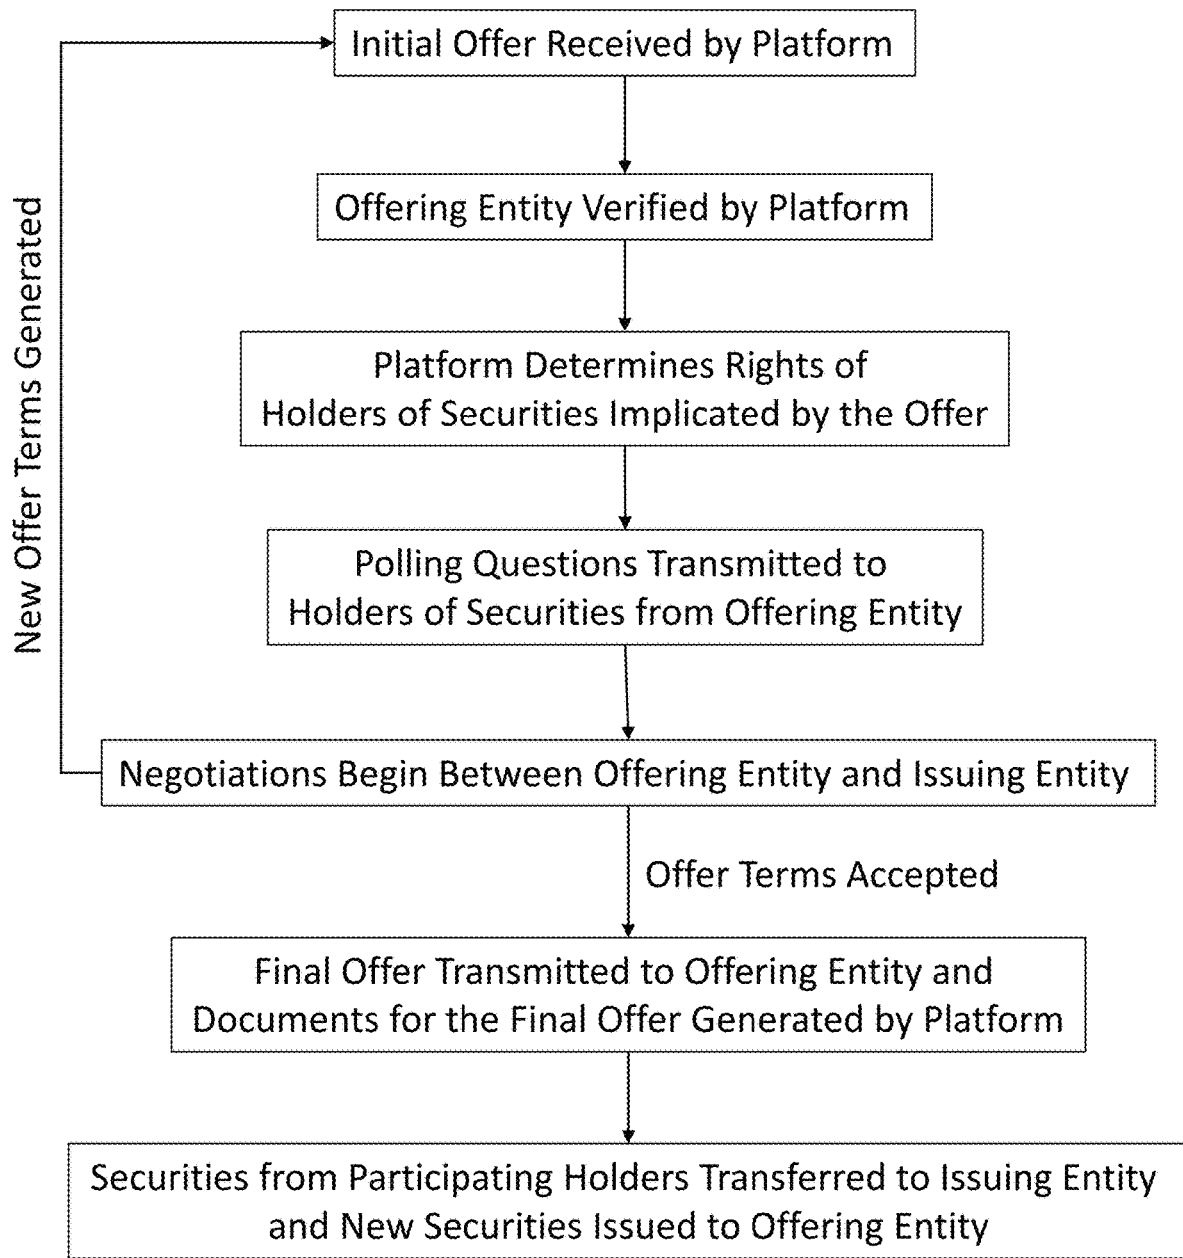 Initial Offer Received by Platform
Offering Entity Verified by Platform
New Offer Terms Generated
Platform Determines Rights of
Holders of Securities Implicated by the Offer
Polling Questions Transmitted to
Holders of Securities from Offering Entity
Negotiations Begin Between Offering Entity and Issuing Entity
Offer Terms Accepted
Final Offer Transmitted to Offering Entity and
Documents for the Final Offer Generated by Platform
Securities from Participating Holders Transferred to Issuing Entity
and New Securities Issued to Offering Entity